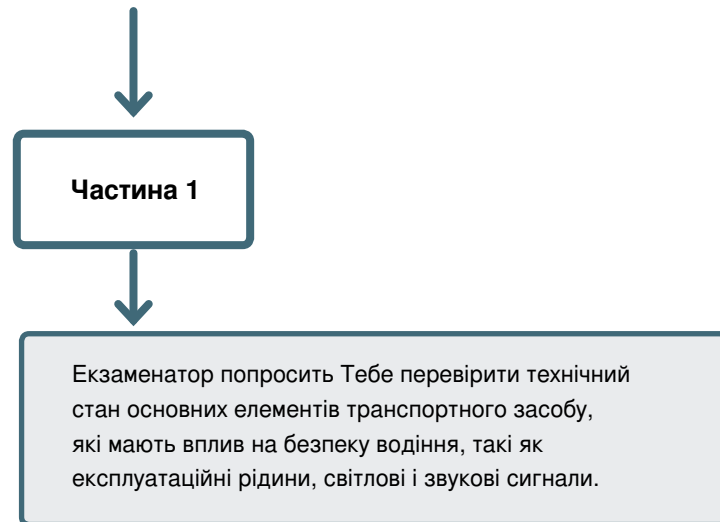 Частина 1
Екзаменатор попросить Тебе перевірити технічний
стан основних елементів транспортного засобу,
які мають вплив на безпеку водіння, такі як
експлуатаційні рідини, світлові і звукові сигнали.